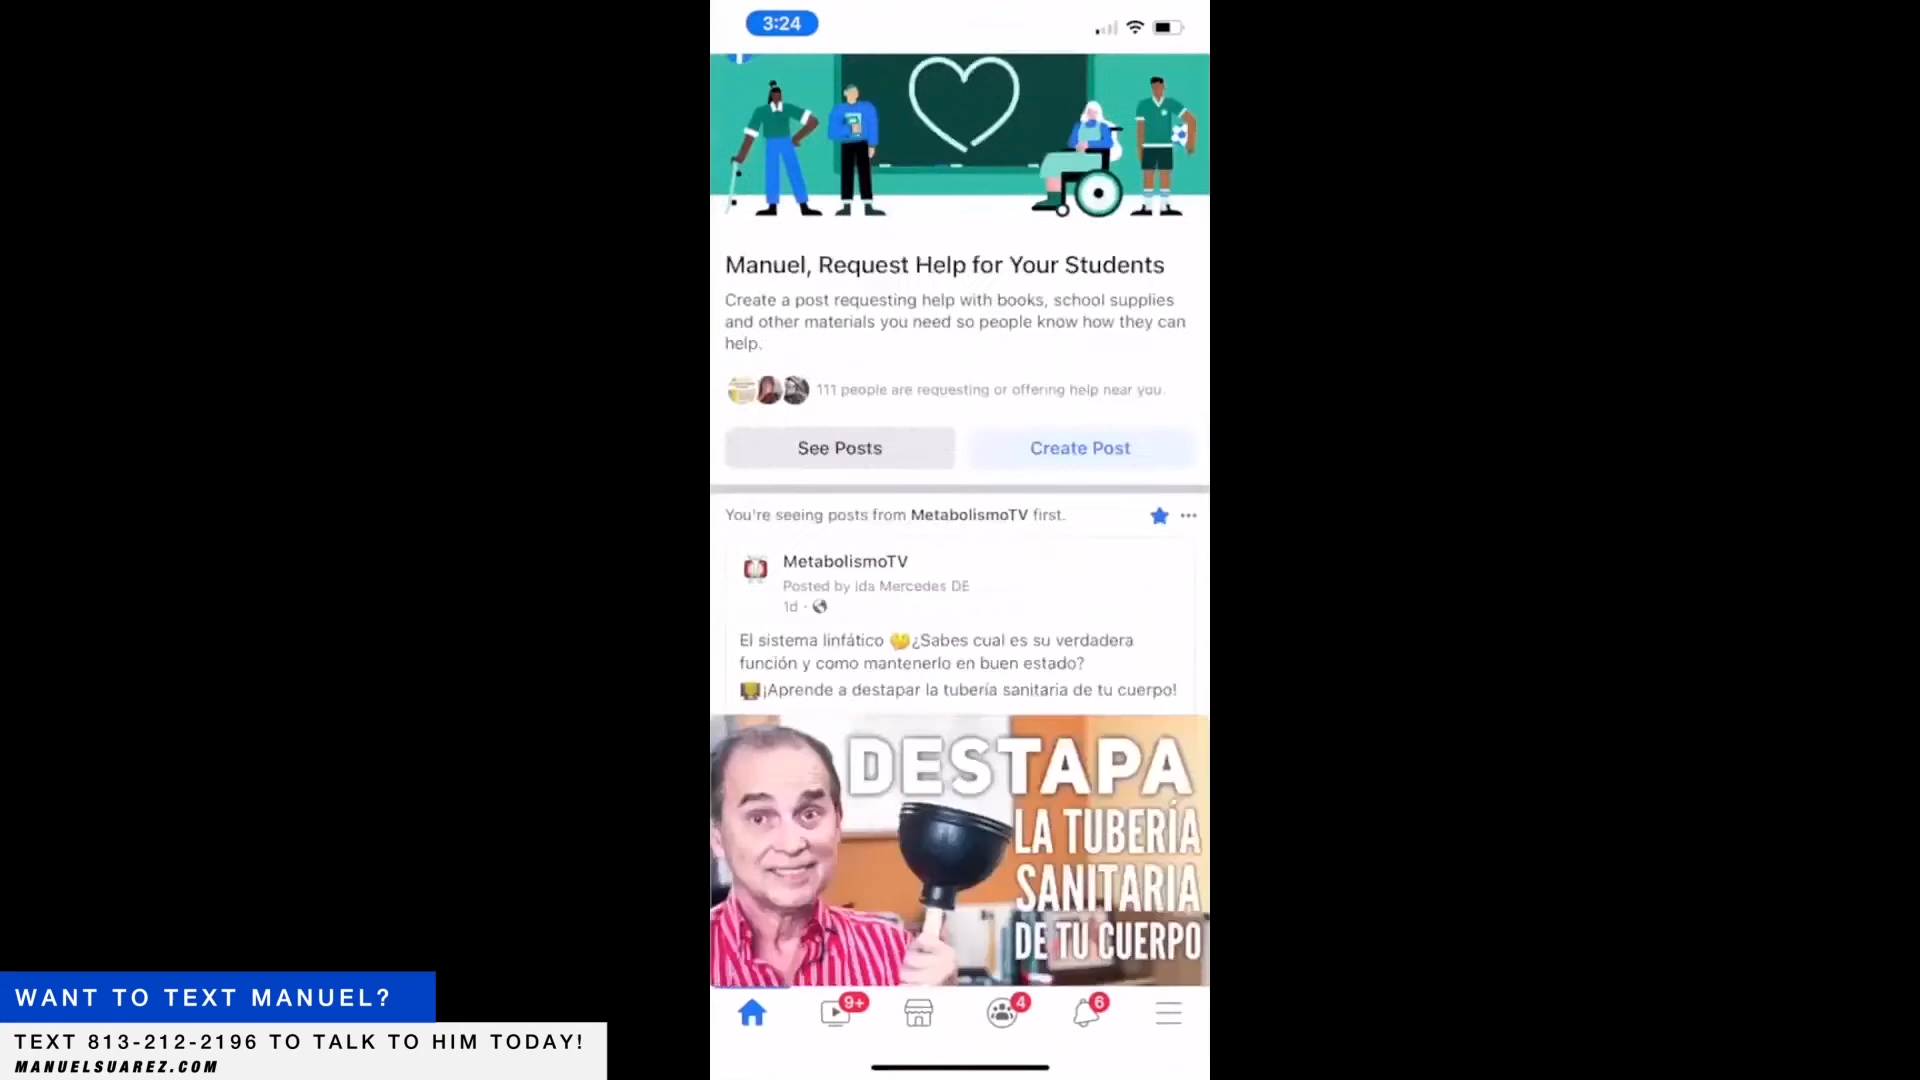 3:24
Manuel, Request Help for Your Students
Create a post requesting help with books, school supplies
and other materials you need so people know how they can
help.
111 people are requesting or offering help near you.
See Posts
Create Post
You're seeing posts from MetabolismoTV first.
MetabolismoTV
Posted by Ida Mercedes DE
1d ·
El sistema linfático ¿Sabes cual es su verdadera
función y como mantenerlo en buen estado?
¡Aprende a destapar la tubería sanitaria de tu cuerpo!
DESTAPA
LA TUBERÍA
SANITARIA
DE TU CUERPO
9+
4
6
WANT TO TEXT MANUEL?
TEXT 813-212-2196 TO TALK TO HIM TODAY!
MANUELSUAREZ.COM